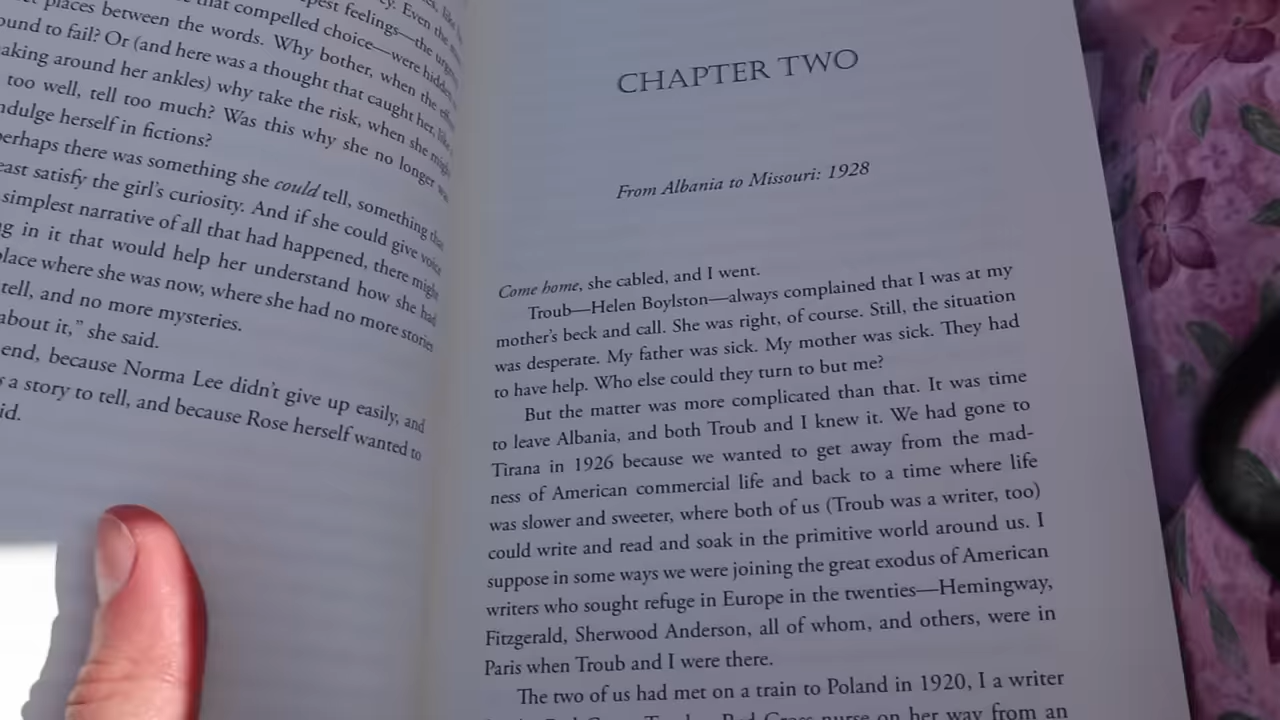 that compelled choice—were hidden
places between the words. Why bother, when the
ound to fail? Or (and here was a thought that caught her,
aking around her ankles) why take the risk, when she might
too well, tell too much? Was this why she no longer
ndulge herself in fictions?
perhaps there was something she could tell, something
east satisfy the girl's curiosity. And if she could give voice
simplest narrative of all that had happened, there might
g in it that would help her understand how she had
place where she was now, where she had no more stories
tell, and no more mysteries.
about it," she said.
end, because Norma Lee didn't give up easily, and
s a story to tell, and because Rose herself wanted to
id.
CHAPTER TWO
From Albania to Missouri: 1928
Come home, she cabled, and I went.
Troub—Helen Boylston—always complained that I was at my
mother's beck and call. She was right, of course. Still, the situation
was desperate. My father was sick. My mother was sick. They had
to have help. Who else could they turn to but me?
But the matter was more complicated than that. It was time
to leave Albania, and both Troub and I knew it. We had gone to
Tirana in 1926 because we wanted to get away from the mad-
ness of American commercial life and back to a time where life
was slower and sweeter, where both of us (Troub was a writer, too)
could write and read and soak in the primitive world around us. I
suppose in some ways we were joining the great exodus of American
writers who sought refuge in Europe in the twenties—Hemingway,
Fitzgerald, Sherwood Anderson, all of whom, and others, were in
Paris when Troub and I were there.
The two of us had met on a train to Poland in 1920, I a writer
Red Cross nurse on her way from an